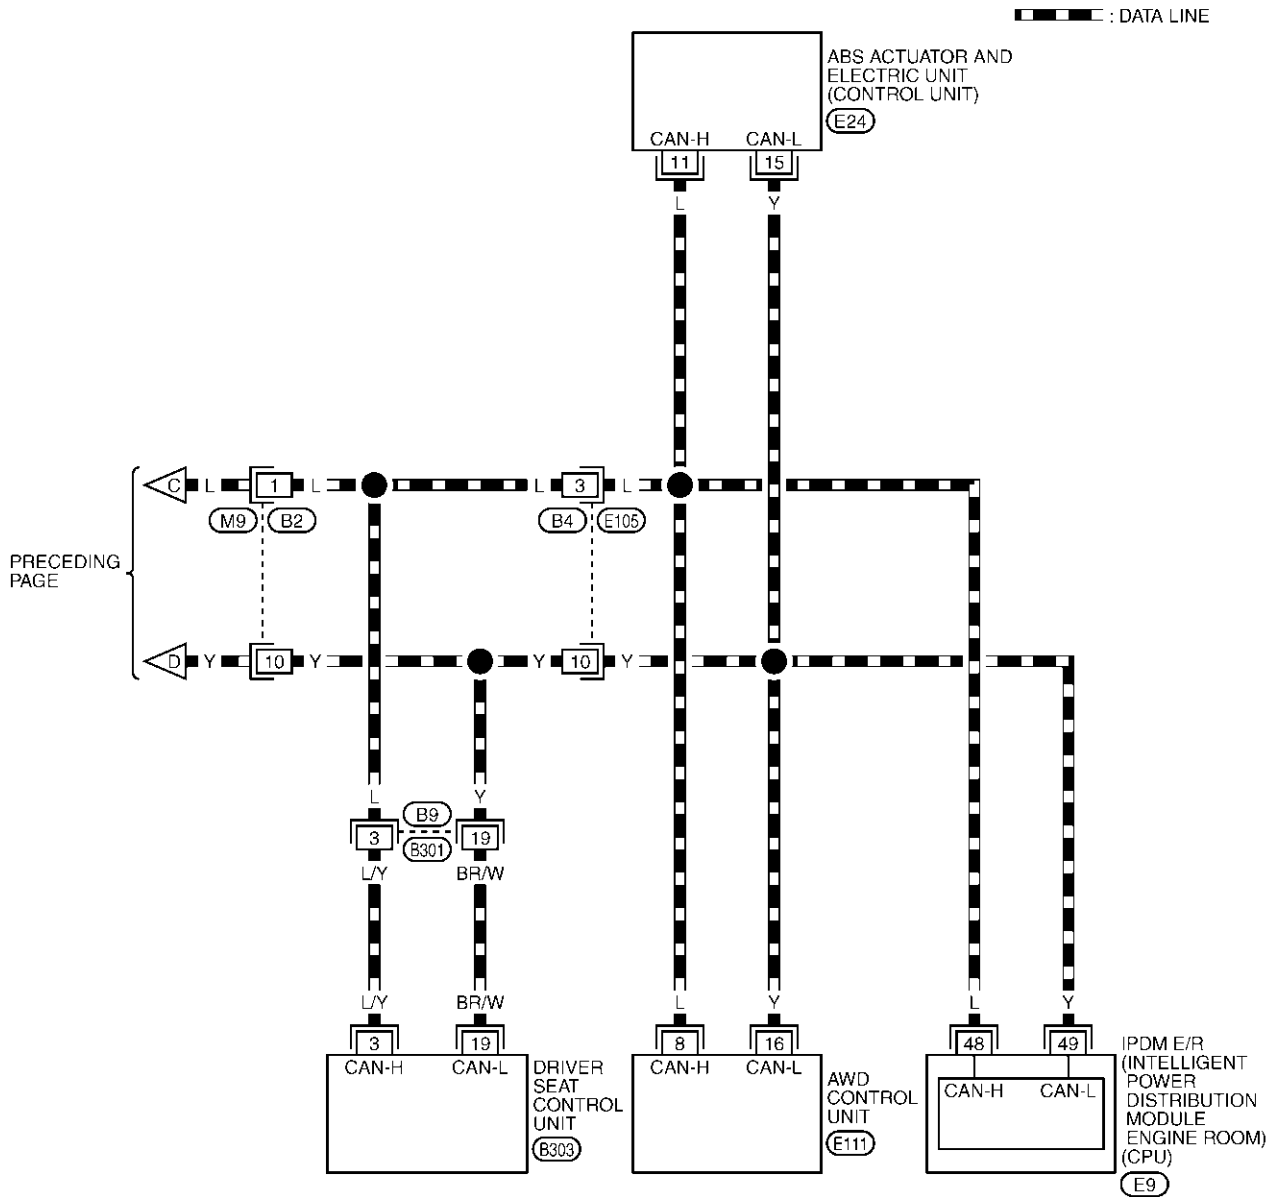 : DATA LINE
ABS ACTUATOR AND
ELECTRIC UNIT
(CONTROL UNIT)
E24
CAN-H CAN-L
11 15
L Y
C L 1 L L 3 L
M9 B2 B4 E105
PRECEDING
PAGE
D Y 10 Y Y 10 Y
L Y
B9
3 19
B301
L/Y BR/W
L/Y BR/W L Y L Y
3 19 8 16 48 49
CAN-H CAN-L
DRIVER
SEAT
CONTROL
UNIT
B303
CAN-H CAN-L
AWD
CONTROL
UNIT
E111
CAN-H CAN-L
IPDM E/R
(INTELLIGENT
POWER
DISTRIBUTION
MODULE
ENGINE ROOM)
(CPU)
E9